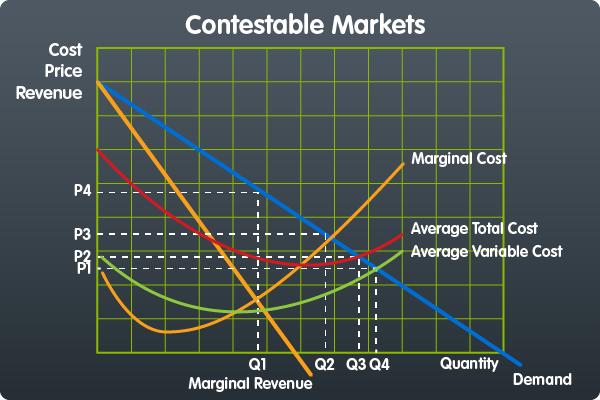 Contestable Markets
Cost
Price
Revenue
Marginal Cost
P4
Average Total Cost
P3
Average Variable Cost
P2
P1
Q1
Q2
Q3
Q4
Quantity
Marginal Revenue
Demand